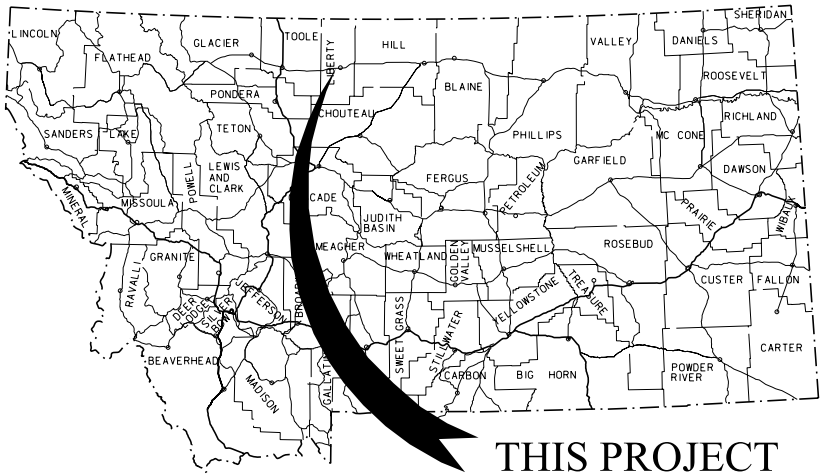 LINCOLN
FLATHEAD
GLACIER
TOOLE
LIBERTY
HILL
BLAINE
VALLEY
DANIELS
SHERIDAN
ROOSEVELT
PONDERA
CHOUTEAU
PHILLIPS
RICHLAND
MC CONE
SANDERS
LAKE
TETON
LEWIS
AND
CLARK
POWELL
MISSOULA
MINERAL
CADE
FERGUS
JUDITH
BASIN
PETROLEUM
GARFIELD
DAWSON
PRAIRIE
WIBAUX
GRANITE
RAVALLI
MEAGHER
WHEATLAND
GOLDEN
VALLEY
MUSSELSHELL
ROSEBUD
CUSTER
FALLON
DEER
LODGE
SILVER
BOW
JEFFERSON
BROAD
SWEET GRASS
STILLWATER
YELLOWSTONE
TREASURE
BEAVERHEAD
MADISON
GALLATIN
CARBON
BIG HORN
POWDER
RIVER
CARTER
THIS PROJECT